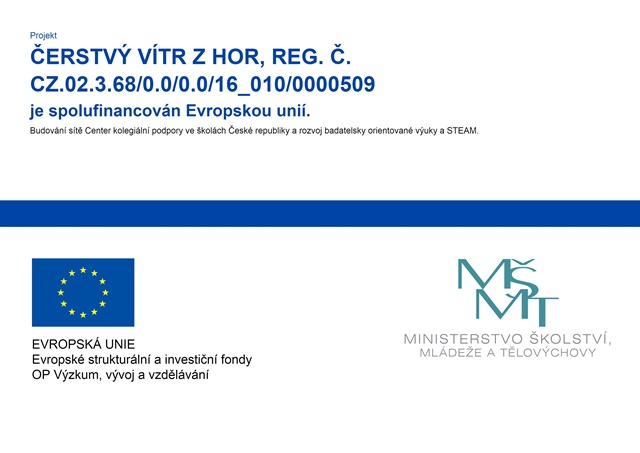 Projekt
ČERSTVÝ VÍTR Z HOR, REG. Č.
CZ.02.3.68/0.0/0.0/16_010/0000509
je spolufinancován Evropskou unií.
Budování sítě Center kolegiální podpory ve školách České republiky a rozvoj badatelsky orientované výuky a STEAM.
EVROPSKÁ UNIE
Evropské strukturální a investiční fondy
OP Výzkum, vývoj a vzdělávání
MŠ
MT
MINISTERSTVO ŠKOLSTVÍ,
MLÁDEŽE A TĚLOVÝCHOVY